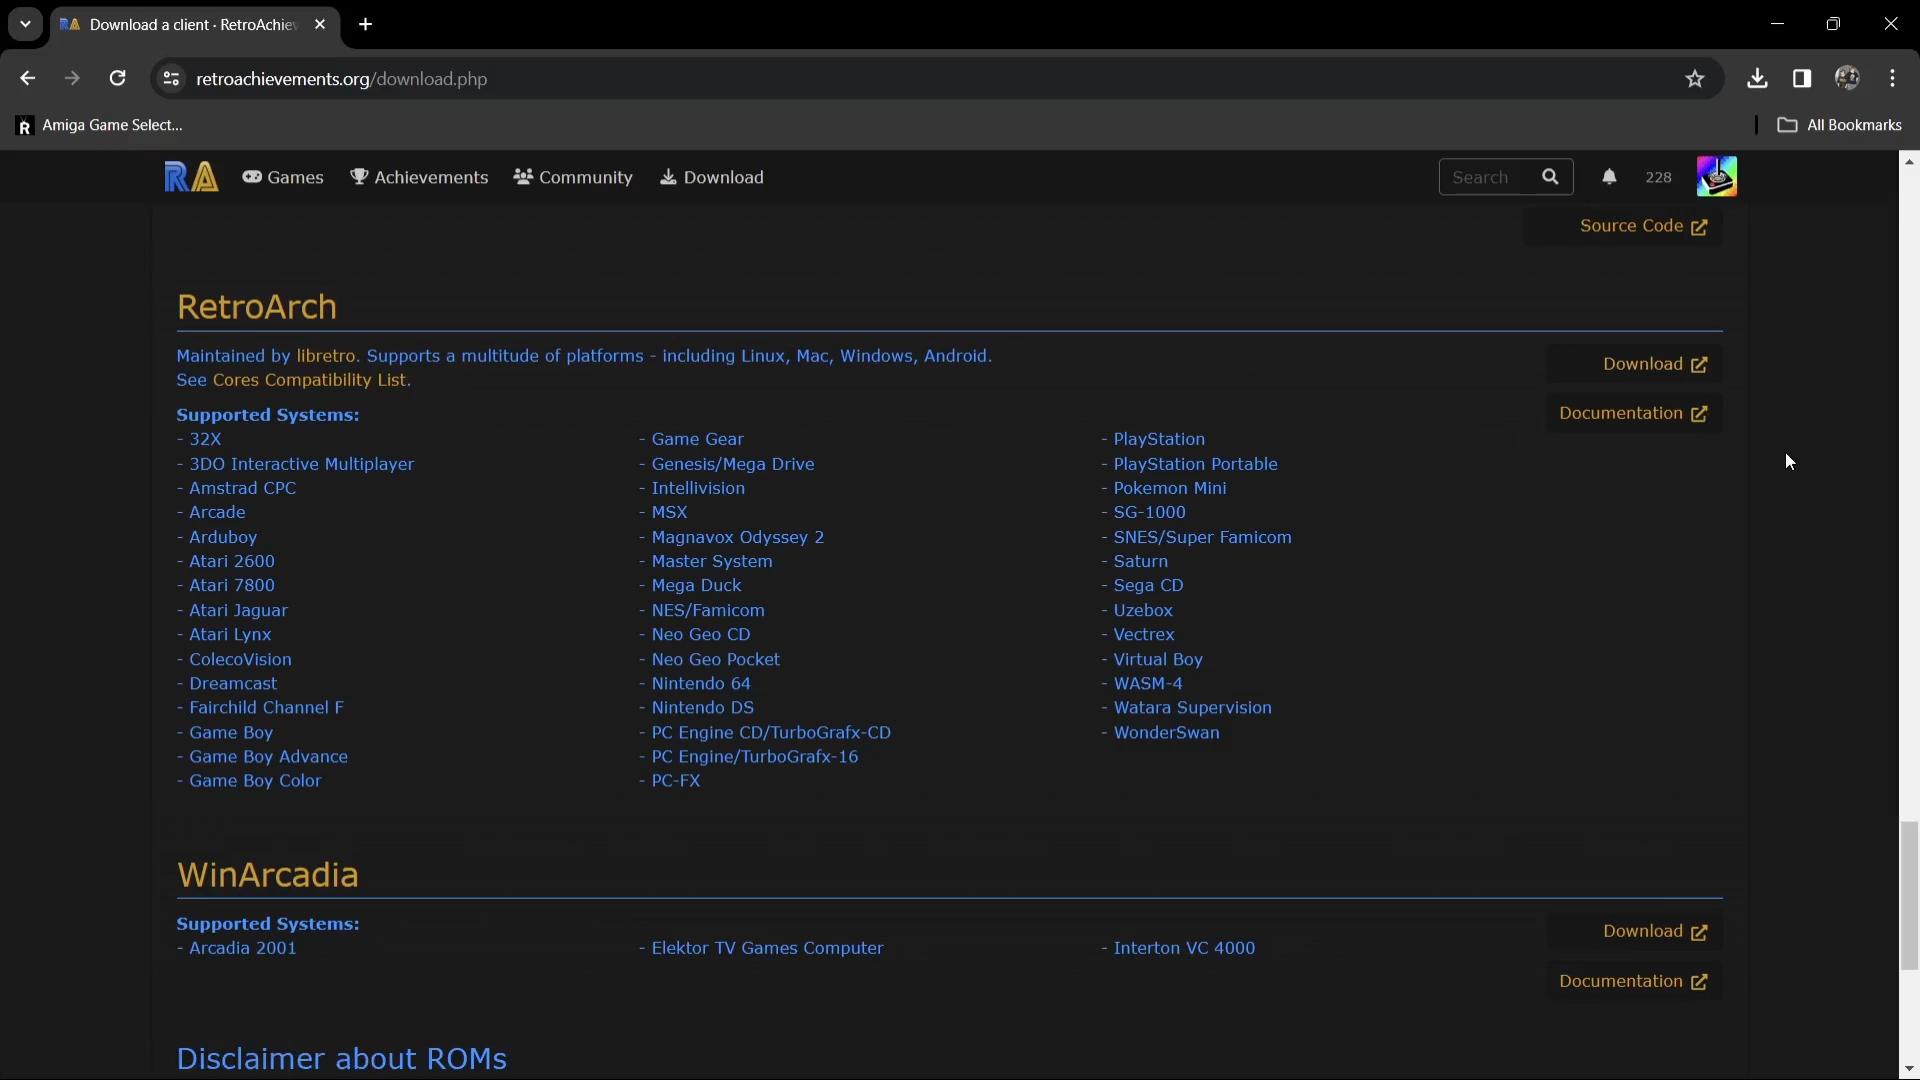 Download a client · RetroAchiev
retroachievements.org/download.php
Amiga Game Select...
All Bookmarks
RA
Games
Achievements
Community
Download
Search
228
Source Code
RetroArch
Maintained by libretro. Supports a multitude of platforms - including Linux, Mac, Windows, Android.
Download
See Cores Compatibility List.
Documentation
Supported Systems:
- 32X
- 3DO Interactive Multiplayer
- Amstrad CPC
- Arcade
- Arduboy
- Atari 2600
- Atari 7800
- Atari Jaguar
- Atari Lynx
- ColecoVision
- Dreamcast
- Fairchild Channel F
- Game Boy
- Game Boy Advance
- Game Boy Color
- Game Gear
- Genesis/Mega Drive
- Intellivision
- MSX
- Magnavox Odyssey 2
- Master System
- Mega Duck
- NES/Famicom
- Neo Geo CD
- Neo Geo Pocket
- Nintendo 64
- Nintendo DS
- PC Engine CD/TurboGrafx-CD
- PC Engine/TurboGrafx-16
- PC-FX
- PlayStation
- PlayStation Portable
- Pokemon Mini
- SG-1000
- SNES/Super Famicom
- Saturn
- Sega CD
- Uzebox
- Vectrex
- Virtual Boy
- WASM-4
- Watara Supervision
- WonderSwan
WinArcadia
Supported Systems:
- Arcadia 2001
- Elektor TV Games Computer
- Interton VC 4000
Download
Documentation
Disclaimer about ROMs